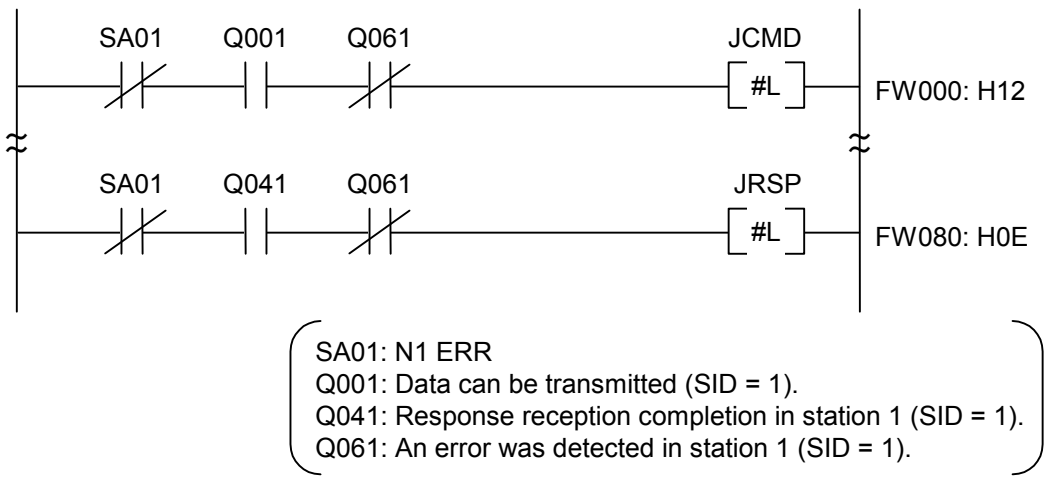 SA01 Q001 Q061 JCMD
#L
FW000: H12
SA01 Q041 Q061 JRSP
#L
FW080: H0E
SA01: N1 ERR
Q001: Data can be transmitted (SID = 1).
Q041: Response reception completion in station 1 (SID = 1).
Q061: An error was detected in station 1 (SID = 1).